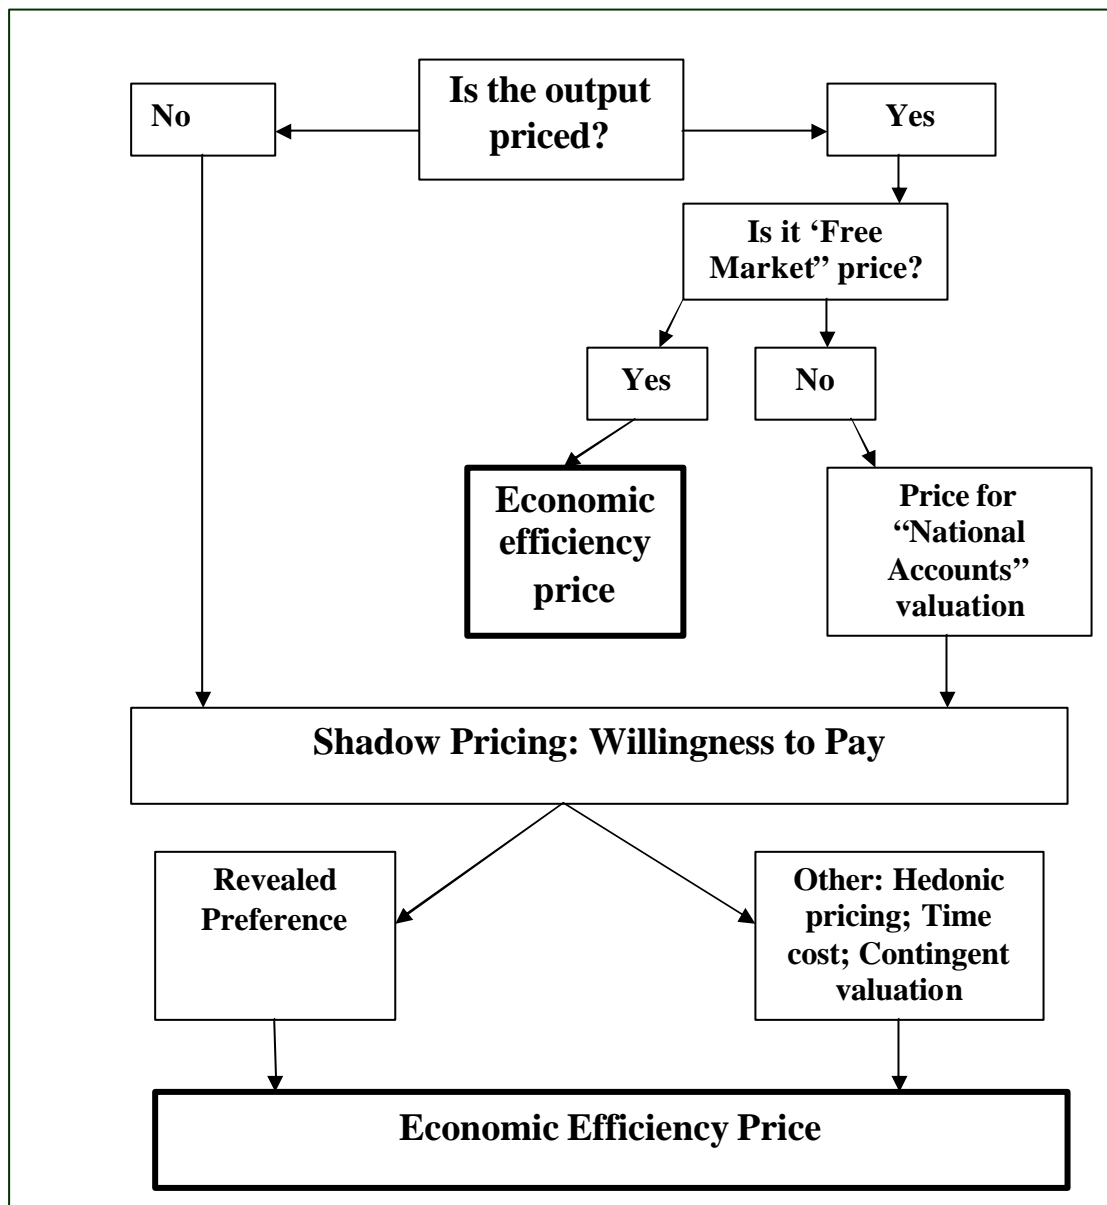 No
Is the output
priced?
Yes
Is it ‘Free
Market” price?
Yes
No
Economic
efficiency
price
Price for
“National
Accounts”
valuation
Shadow Pricing: Willingness to Pay
Revealed
Preference
Other: Hedonic
pricing; Time
cost; Contingent
valuation
Economic Efficiency Price